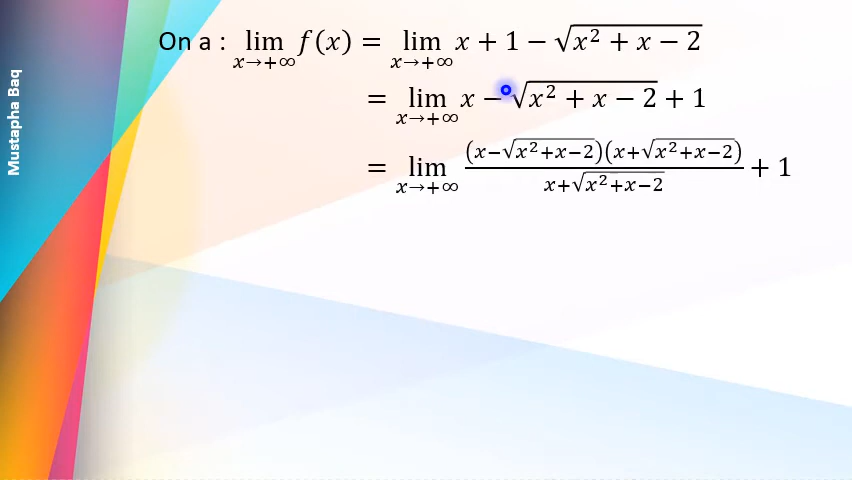 Mustapha Baq
On a : lim_{x→+∞} f(x) = lim_{x→+∞} x + 1 − √(x² + x − 2)
= lim_{x→+∞} x − √(x² + x − 2) + 1
= lim_{x→+∞} ((x−√(x²+x−2))(x+√(x²+x−2)))/(x+√(x²+x−2)) + 1